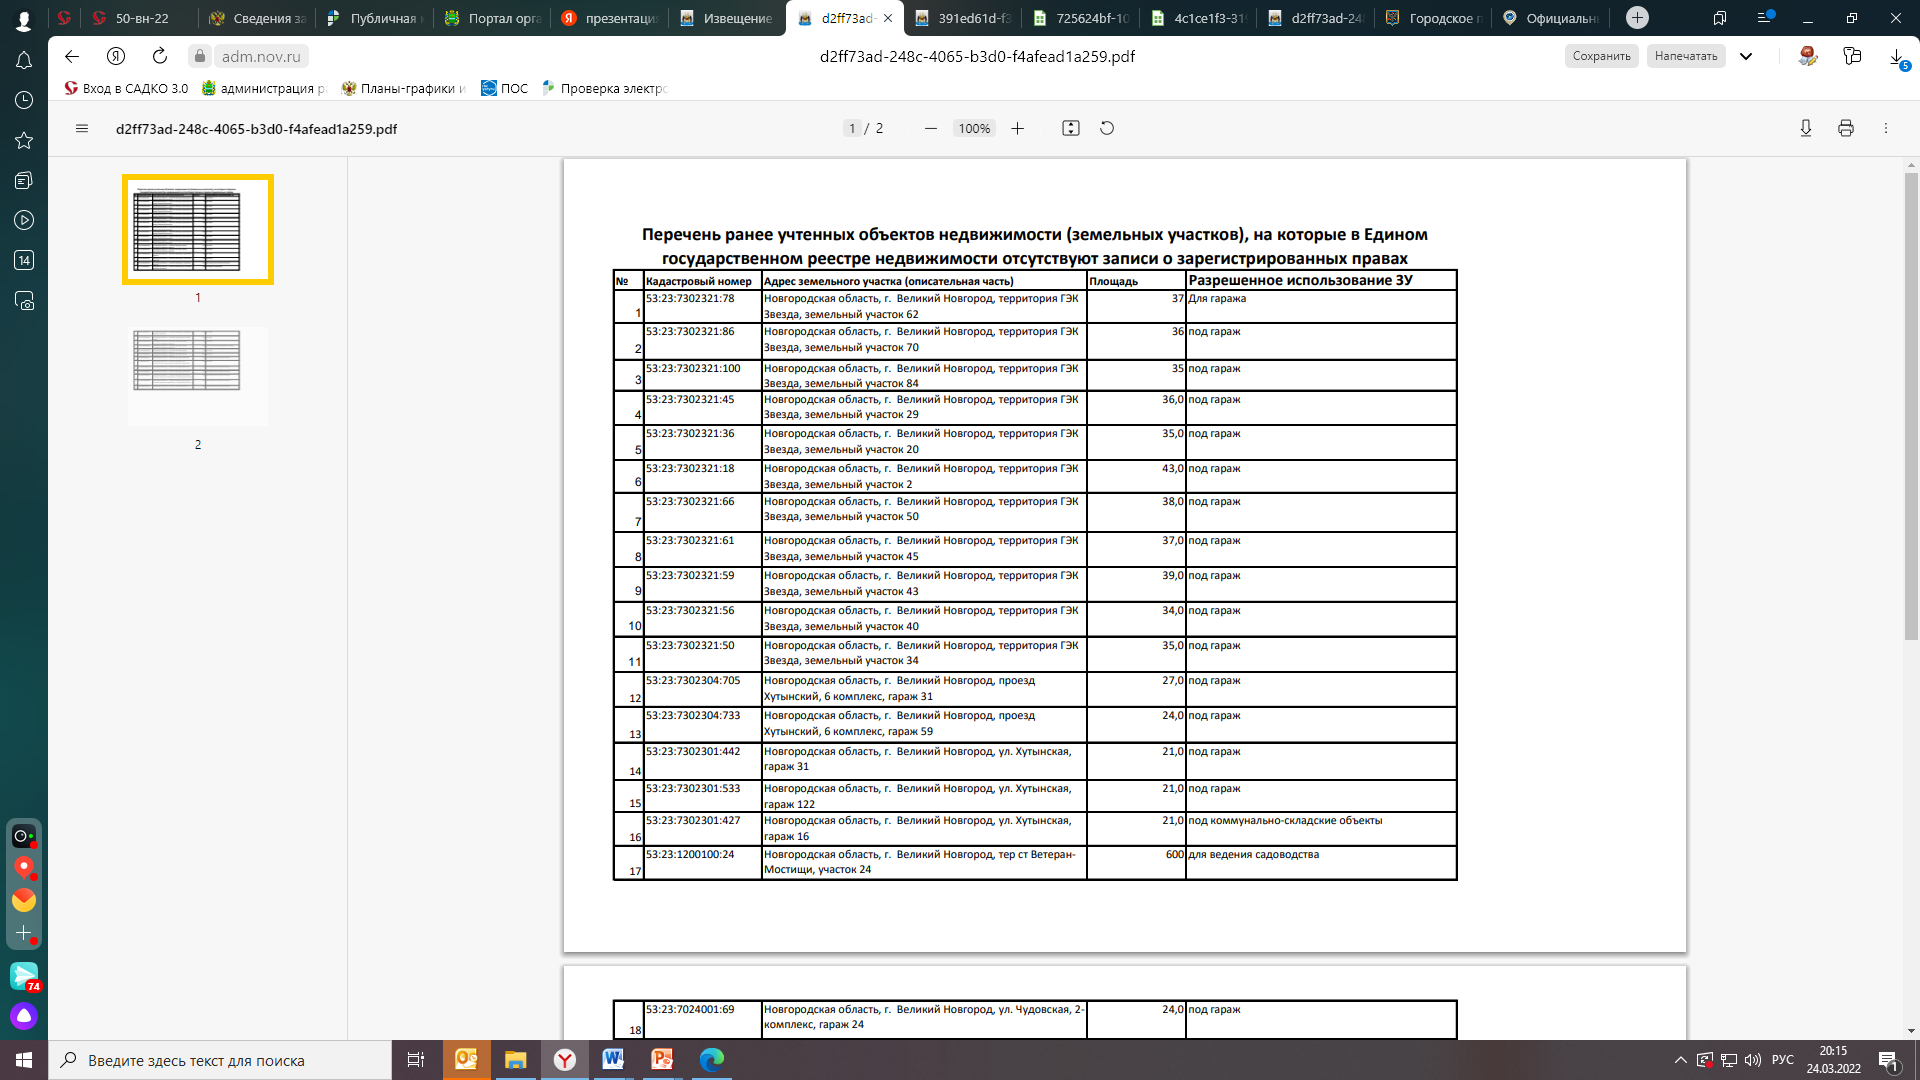 50-вн-22
Сведения за
Публичная к
Портал орга
презентация
Извещение
d2ff73ad-
391ed61d-f3
725624bf-10
4c1ce1f3-319
d2ff73ad-248
Городское п
Официальн
adm.nov.ru
d2ff73ad-248c-4065-b3d0-f4afead1a259.pdf
Сохранить
Напечатать
5
Вход в САДКО 3.0
администрация р
Планы-графики и
ПОС
Проверка электро
d2ff73ad-248c-4065-b3d0-f4afead1a259.pdf
1 / 2
100%
14
1
2
74
Перечень ранее учтенных объектов недвижимости (земельных участков), на которые в Едином
государственном реестре недвижимости отсутствуют записи о зарегистрированных правах
№ Кадастровый номер Адрес земельного участка (описательная часть) Площадь Разрешенное использование ЗУ
1 53:23:7302321:78 Новгородская область, г. Великий Новгород, территория ГЭК 37 Для гаража
Звезда, земельный участок 62
2 53:23:7302321:86 Новгородская область, г. Великий Новгород, территория ГЭК 36 под гараж
Звезда, земельный участок 70
3 53:23:7302321:100 Новгородская область, г. Великий Новгород, территория ГЭК 35 под гараж
Звезда, земельный участок 84
4 53:23:7302321:45 Новгородская область, г. Великий Новгород, территория ГЭК 36,0 под гараж
Звезда, земельный участок 29
5 53:23:7302321:36 Новгородская область, г. Великий Новгород, территория ГЭК 35,0 под гараж
Звезда, земельный участок 20
6 53:23:7302321:18 Новгородская область, г. Великий Новгород, территория ГЭК 43,0 под гараж
Звезда, земельный участок 2
7 53:23:7302321:66 Новгородская область, г. Великий Новгород, территория ГЭК 38,0 под гараж
Звезда, земельный участок 50
8 53:23:7302321:61 Новгородская область, г. Великий Новгород, территория ГЭК 37,0 под гараж
Звезда, земельный участок 45
9 53:23:7302321:59 Новгородская область, г. Великий Новгород, территория ГЭК 39,0 под гараж
Звезда, земельный участок 43
10 53:23:7302321:56 Новгородская область, г. Великий Новгород, территория ГЭК 34,0 под гараж
Звезда, земельный участок 40
11 53:23:7302321:50 Новгородская область, г. Великий Новгород, территория ГЭК 35,0 под гараж
Звезда, земельный участок 34
12 53:23:7302304:705 Новгородская область, г. Великий Новгород, проезд 27,0 под гараж
Хутынский, 6 комплекс, гараж 31
13 53:23:7302304:733 Новгородская область, г. Великий Новгород, проезд 24,0 под гараж
Хутынский, 6 комплекс, гараж 59
14 53:23:7302301:442 Новгородская область, г. Великий Новгород, ул. Хутынская, 21,0 под гараж
гараж 31
15 53:23:7302301:533 Новгородская область, г. Великий Новгород, ул. Хутынская, 21,0 под гараж
гараж 122
16 53:23:7302301:427 Новгородская область, г. Великий Новгород, ул. Хутынская, 21,0 под коммунально-складские объекты
гараж 16
17 53:23:1200100:24 Новгородская область, г. Великий Новгород, тер ст Ветеран- 600 для ведения садоводства
Мостищи, участок 24
18 53:23:7024001:69 Новгородская область, г. Великий Новгород, ул. Чудовская, 2- 24,0 под гараж
комплекс, гараж 24
Введите здесь текст для поиска
РУС
20:15
24.03.2022
1